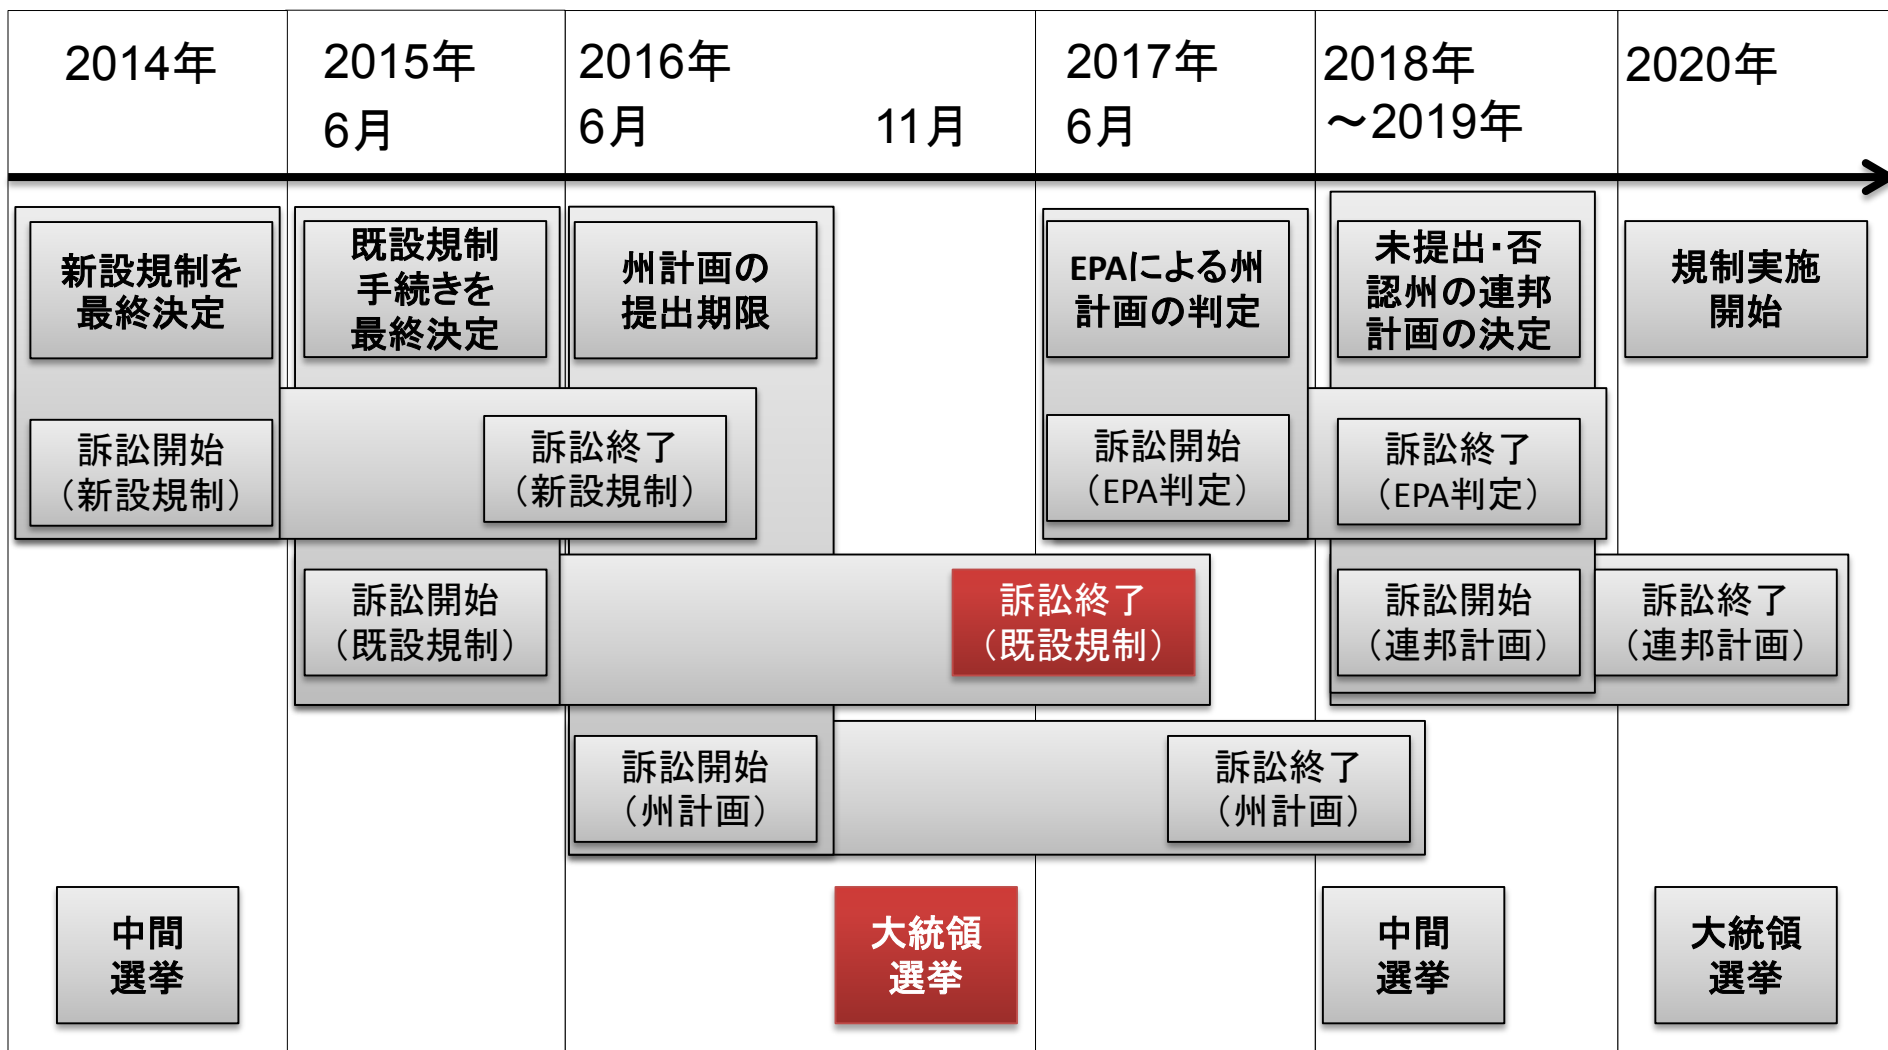 2014年
2015年
6月
2016年
6月
11月
2017年
6月
2018年
～2019年
2020年
新設規制を
最終決定
既設規制
手続きを
最終決定
州計画の
提出期限
EPAによる州
計画の判定
未提出・否
認州の連邦
計画の決定
規制実施
開始
訴訟開始
（新設規制）
訴訟終了
（新設規制）
訴訟開始
（EPA判定）
訴訟終了
（EPA判定）
訴訟開始
（既設規制）
訴訟終了
（既設規制）
訴訟開始
（連邦計画）
訴訟終了
（連邦計画）
訴訟開始
（州計画）
訴訟終了
（州計画）
中間
選挙
大統領
選挙
中間
選挙
大統領
選挙